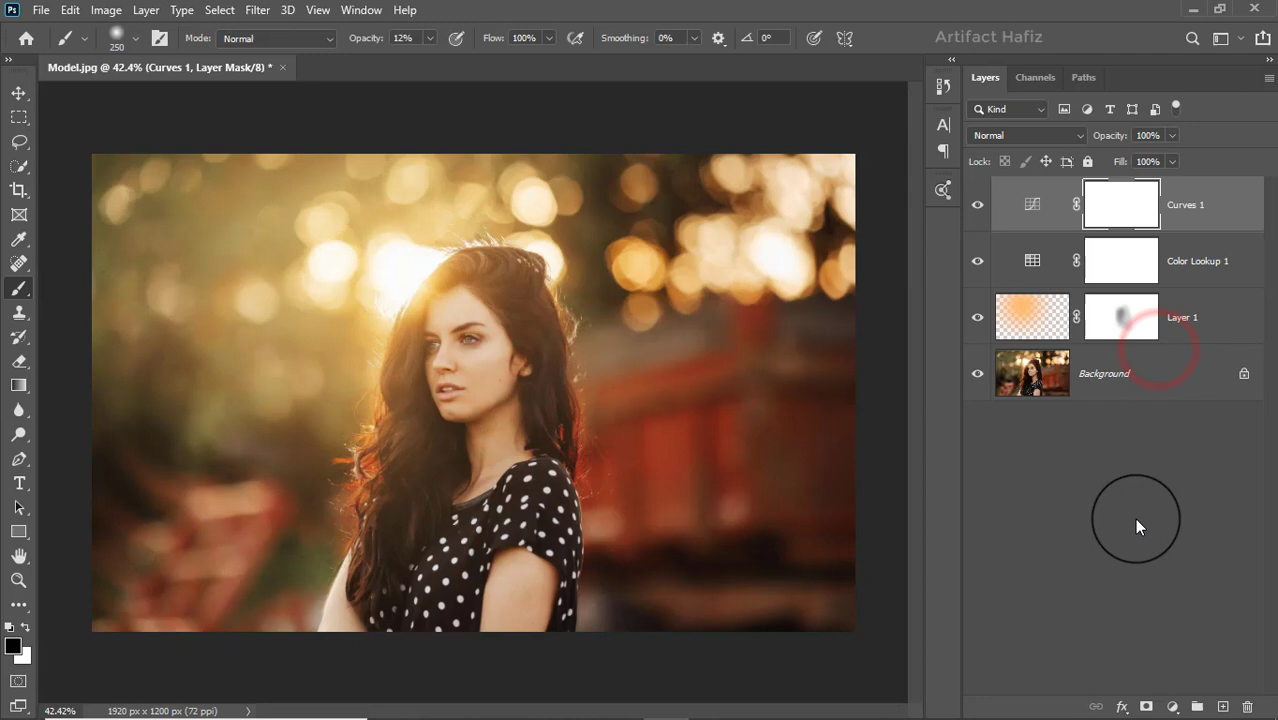 Ps File Edit Image Layer Type Select Filter 3D View Window Help
250 Mode: Normal Opacity: 12% Flow: 100% Smoothing: 0% 0° Artifact Hafiz
Model.jpg @ 42.4% (Curves 1, Layer Mask/8) * ×
Layers Channels Paths
Kind
Normal Opacity: 100%
Lock: Fill: 100%
Curves 1
Color Lookup 1
Layer 1
Background
42.42% 1920 px x 1200 px (72 ppi)